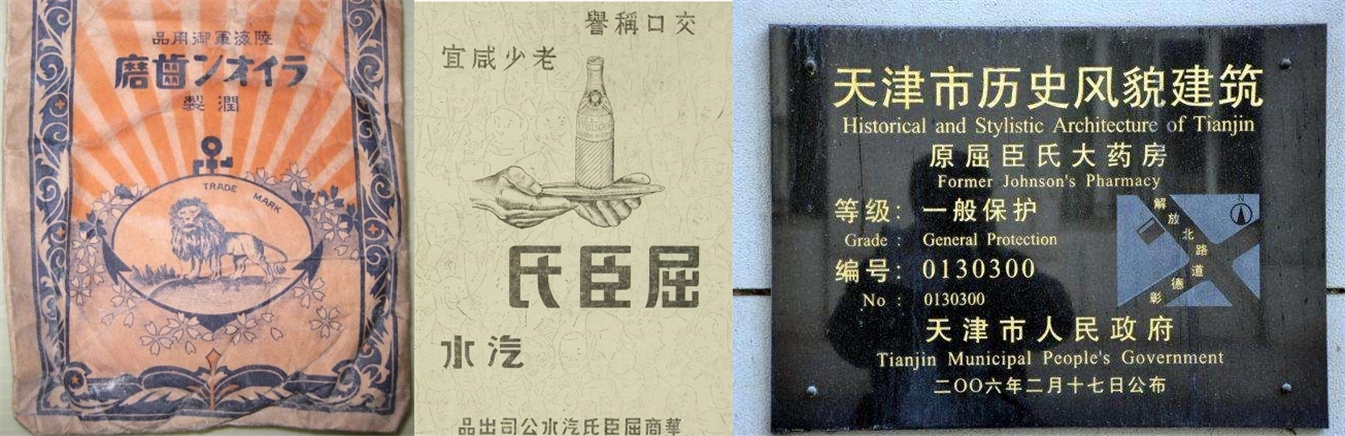 陸海軍御用品
ライオン齒磨
潤製
TRADE MARK
交口稱譽
老少咸宜
屈臣氏
汽水
華商屈臣氏汽水公司出品
天津市历史风貌建筑
Historical and Stylistic Architecture of Tianjin
原屈臣氏大药房
Former Johnson's Pharmacy
等级：一般保护
Grade : General Protection
编号：0130300
No : 0130300
N
解放北路
彰德道
天津市人民政府
Tianjin Municipal People's Government
二〇〇六年二月十七日公布